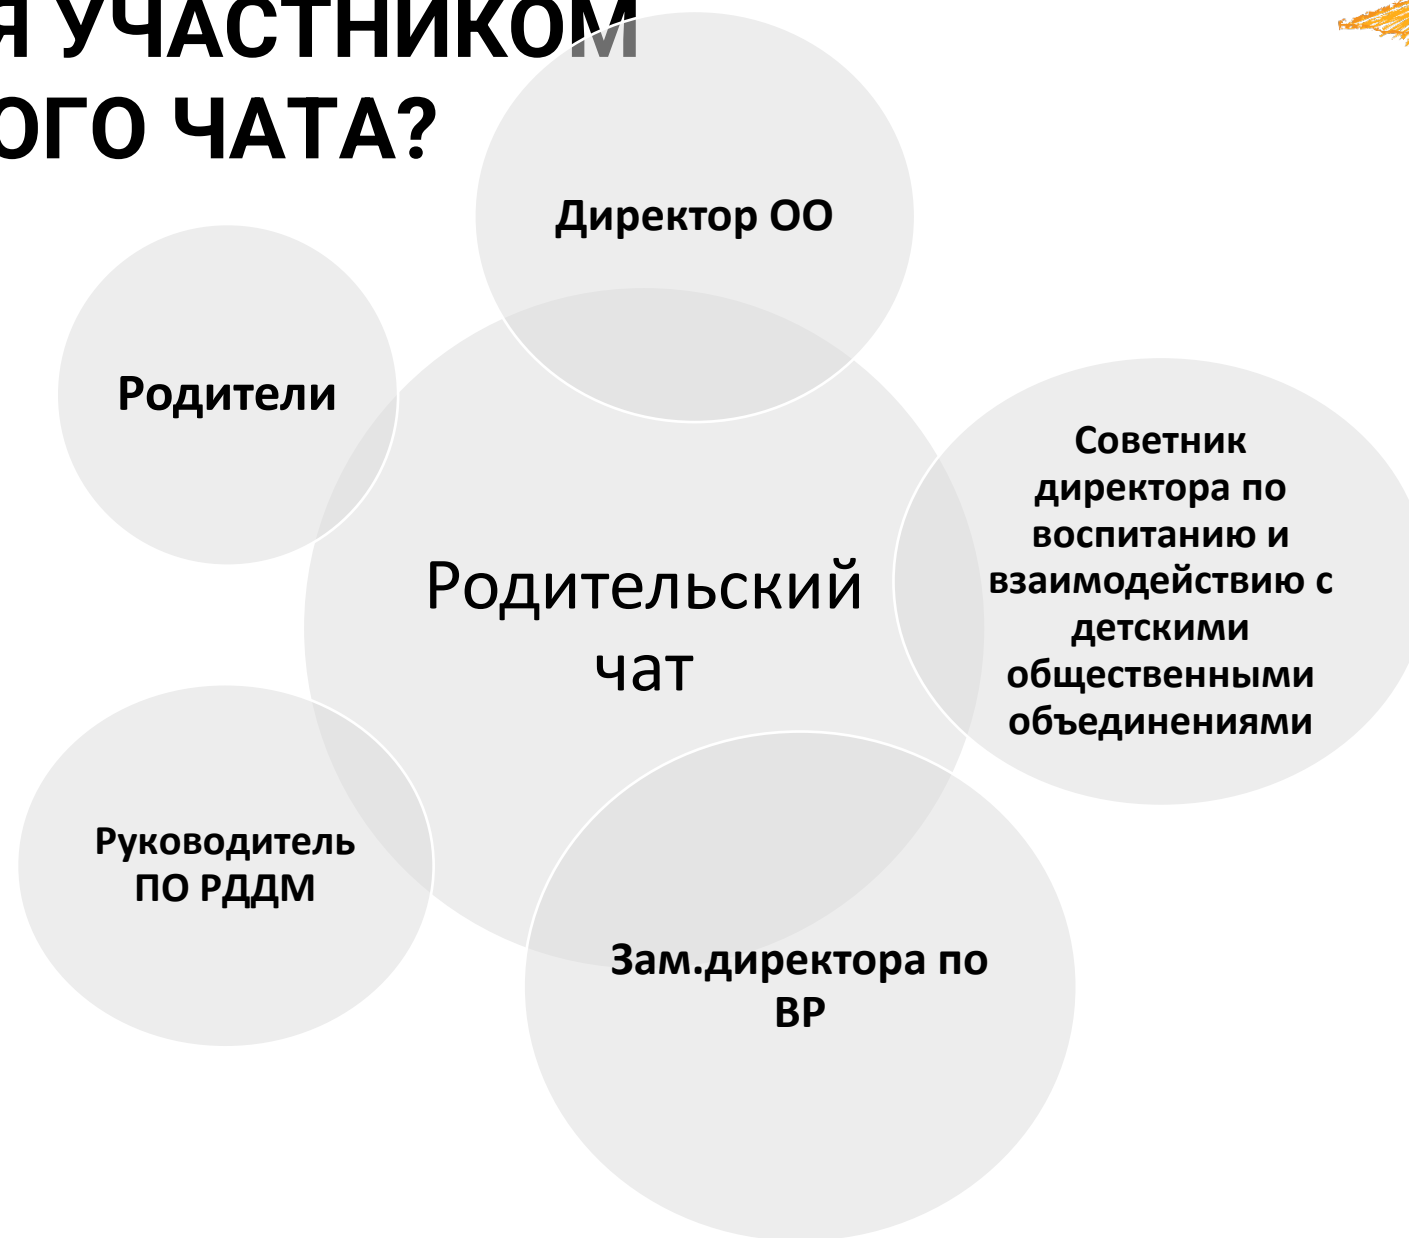 Я УЧАСТНИКОМ
ОГО ЧАТА?
Директор ОО
Родители
Советник
директора по
воспитанию и
взаимодействию с
детскими
общественными
объединениями
Родительский
чат
Руководитель
ПО РДДМ
Зам.директора по
ВР